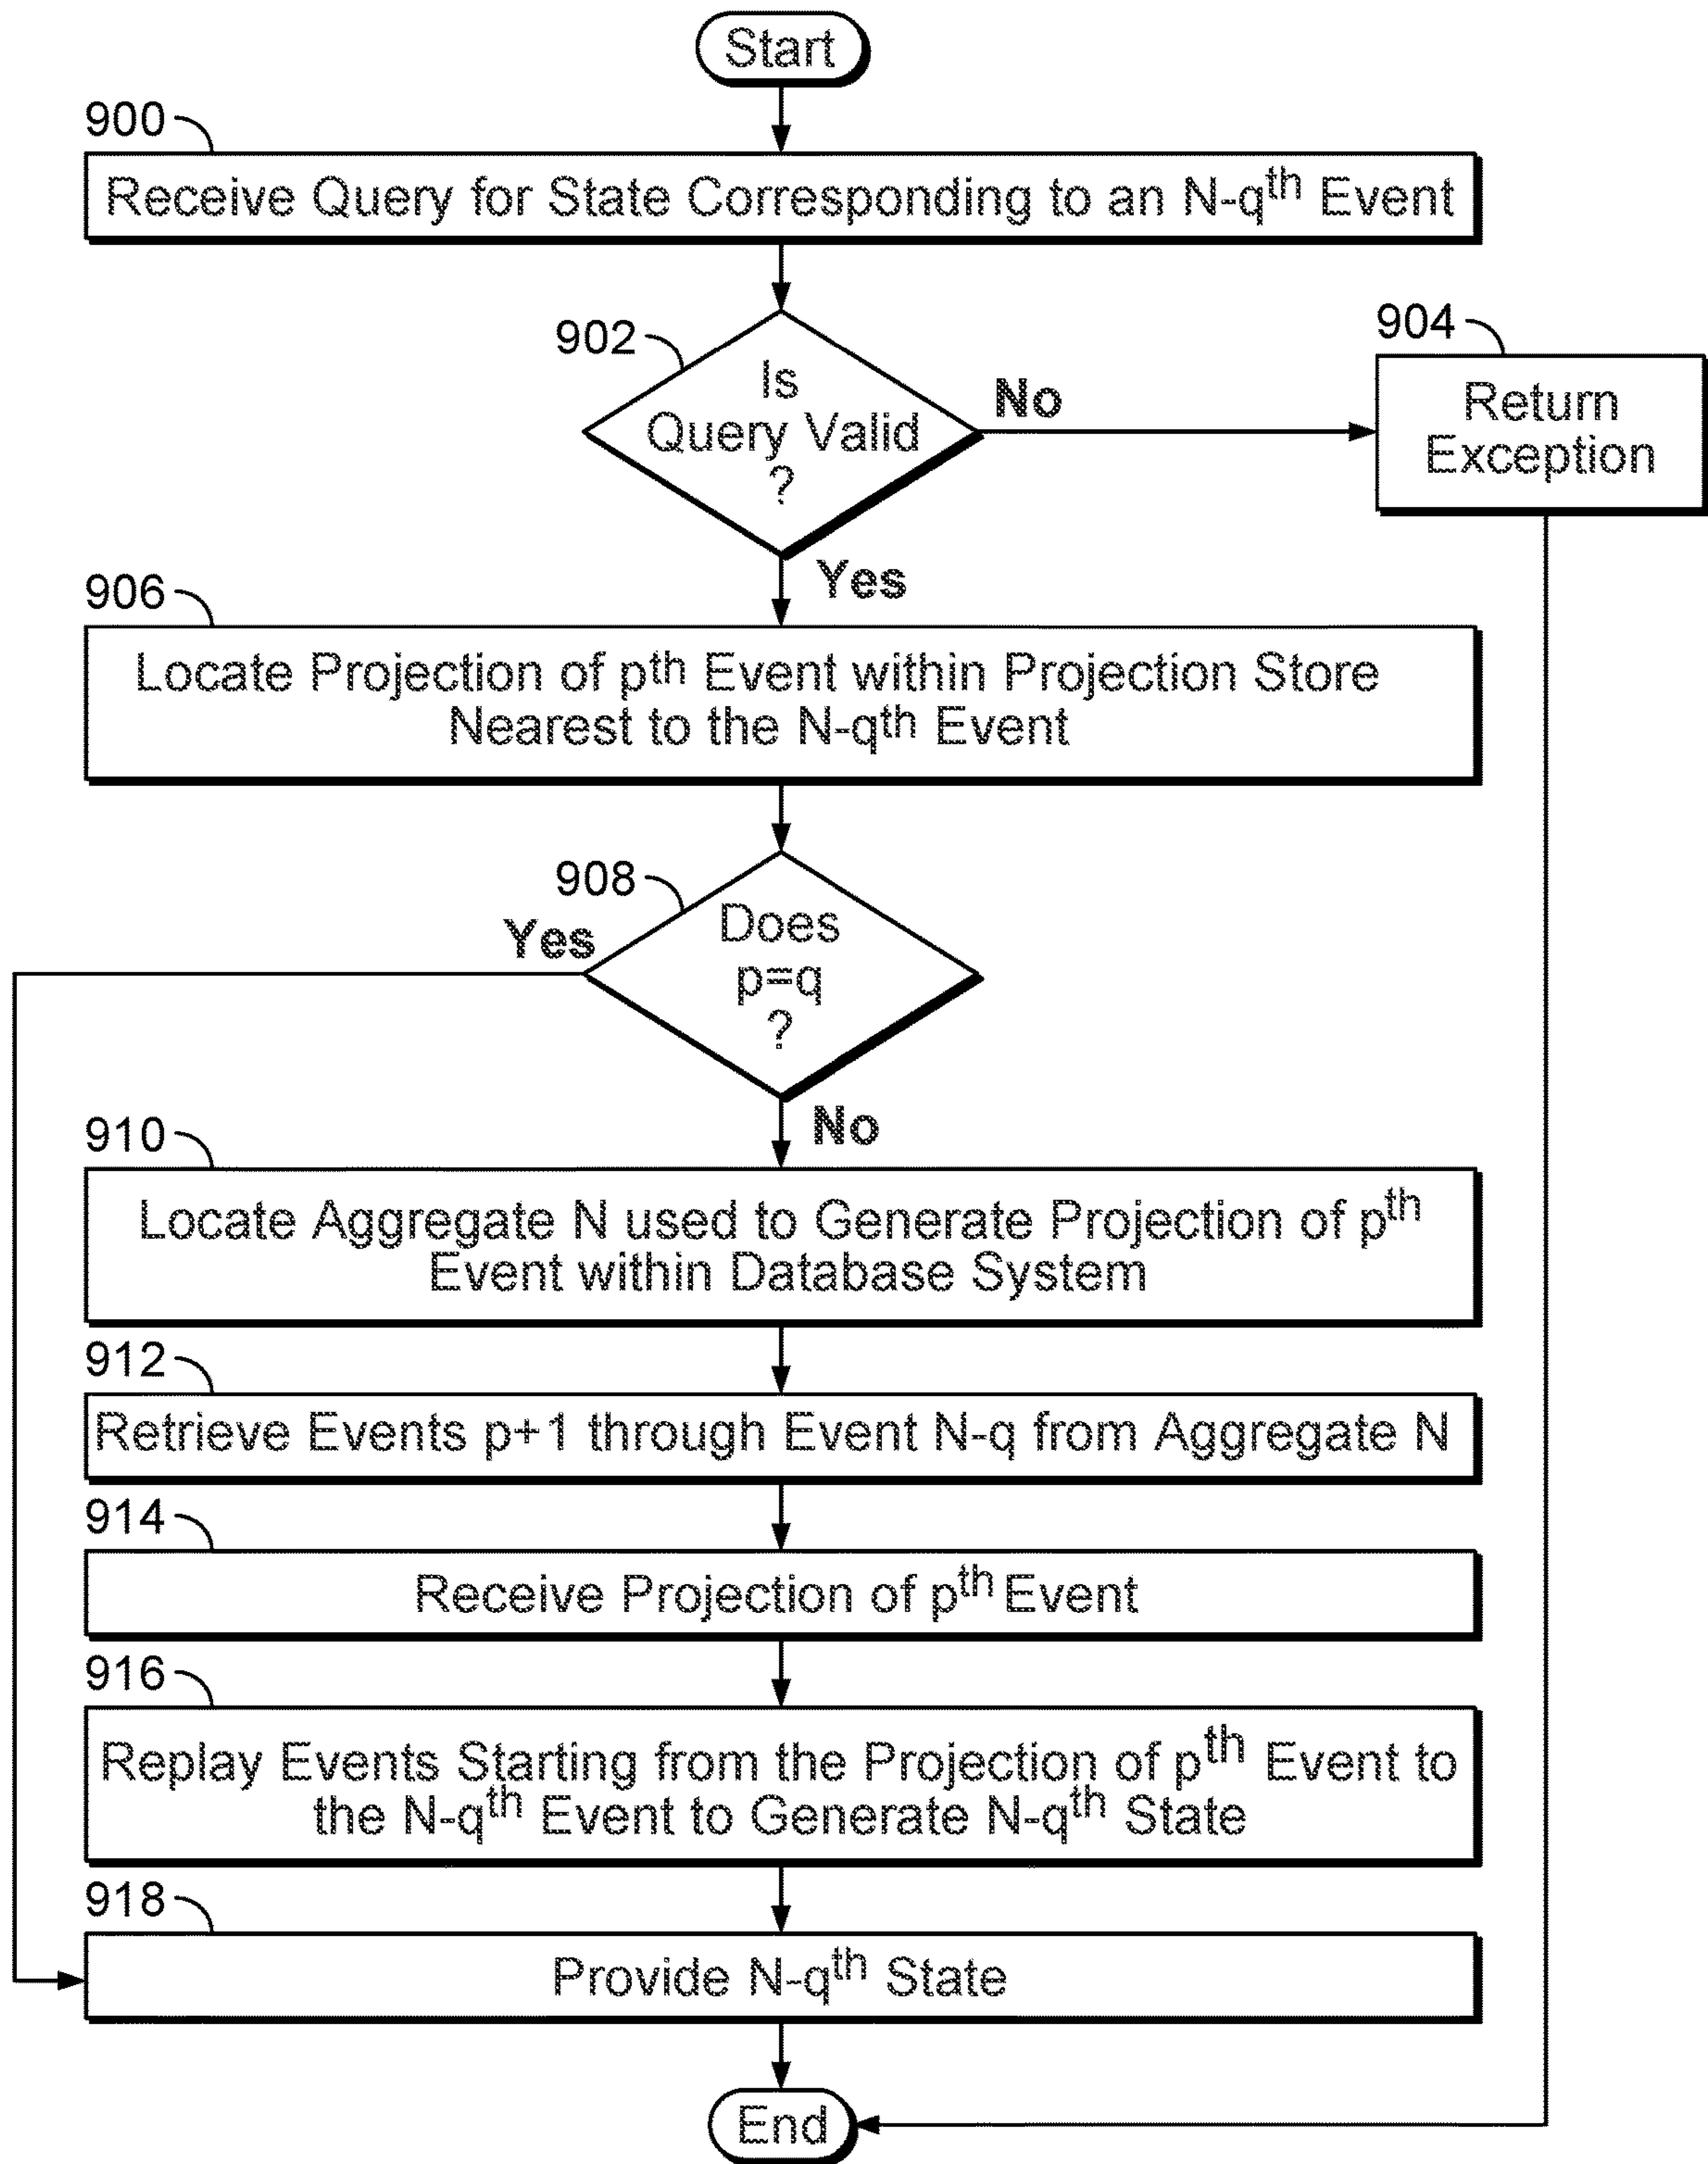 Start
900
Receive Query for State Corresponding to an N-qth Event
902
Is
Query Valid
?
No
904
Return
Exception
Yes
906
Locate Projection of pth Event within Projection Store
Nearest to the N-qth Event
908
Does
p=q
?
Yes
No
910
Locate Aggregate N used to Generate Projection of pth
Event within Database System
912
Retrieve Events p+1 through Event N-q from Aggregate N
914
Receive Projection of pth Event
916
Replay Events Starting from the Projection of pth Event to
the N-qth Event to Generate N-qth State
918
Provide N-qth State
End